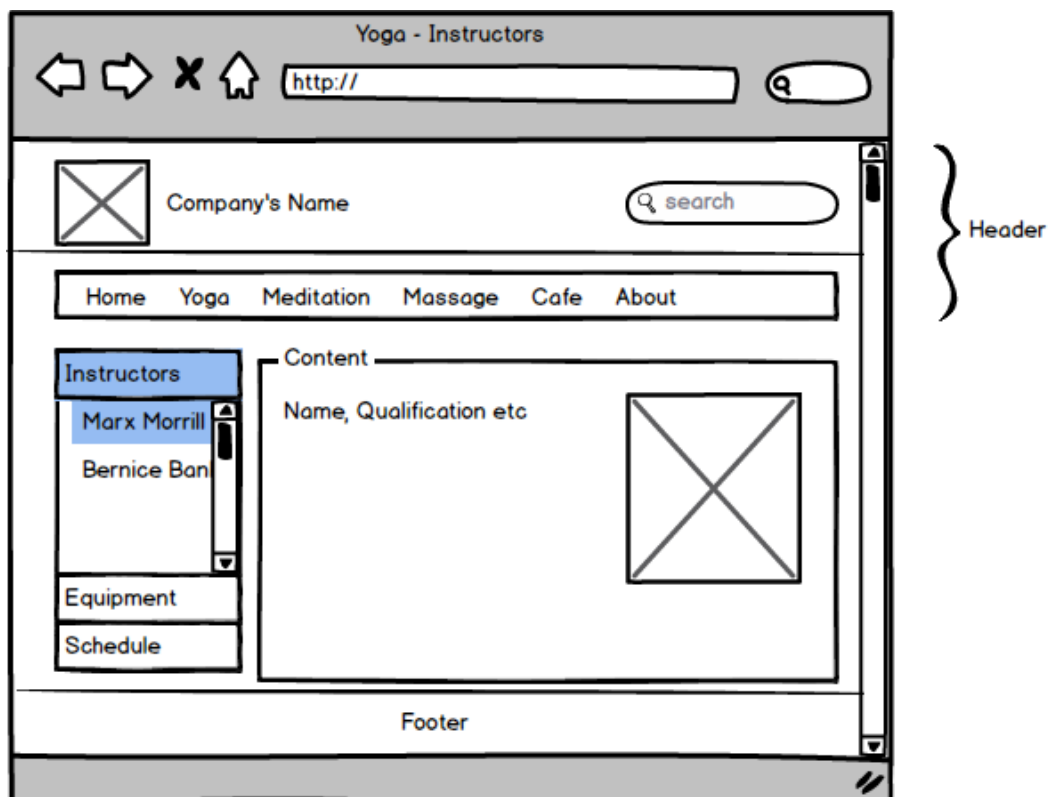 Yoga - Instructors
http://
Company's Name
search
Header
Home Yoga Meditation Massage Cafe About
Instructors
Marx Morrill
Bernice
Equipment
Schedule
Content
Name, Qualification etc
Footer